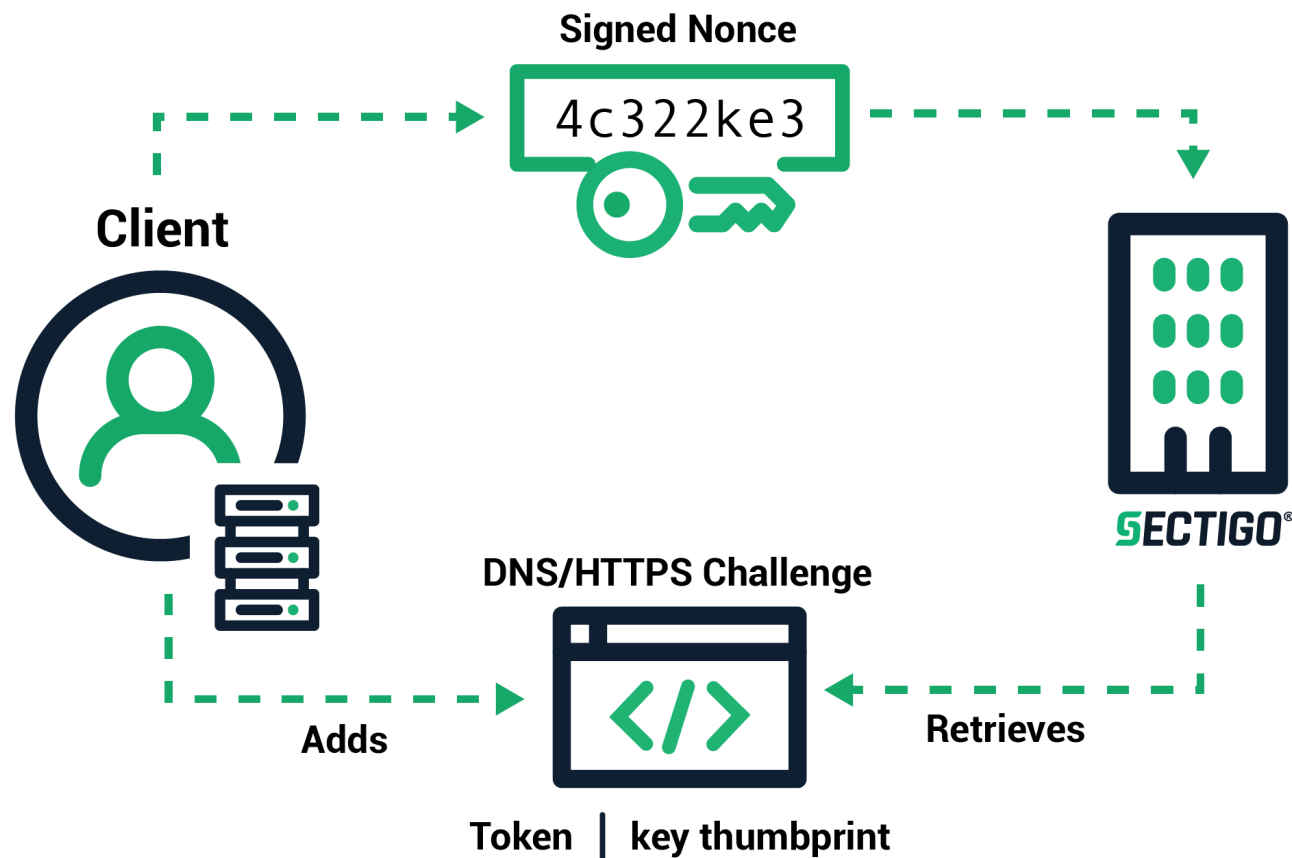 Signed Nonce
4c322ke3
Client
SECTIGO®
DNS/HTTPS Challenge
</>
Adds
Retrieves
Token | key thumbprint